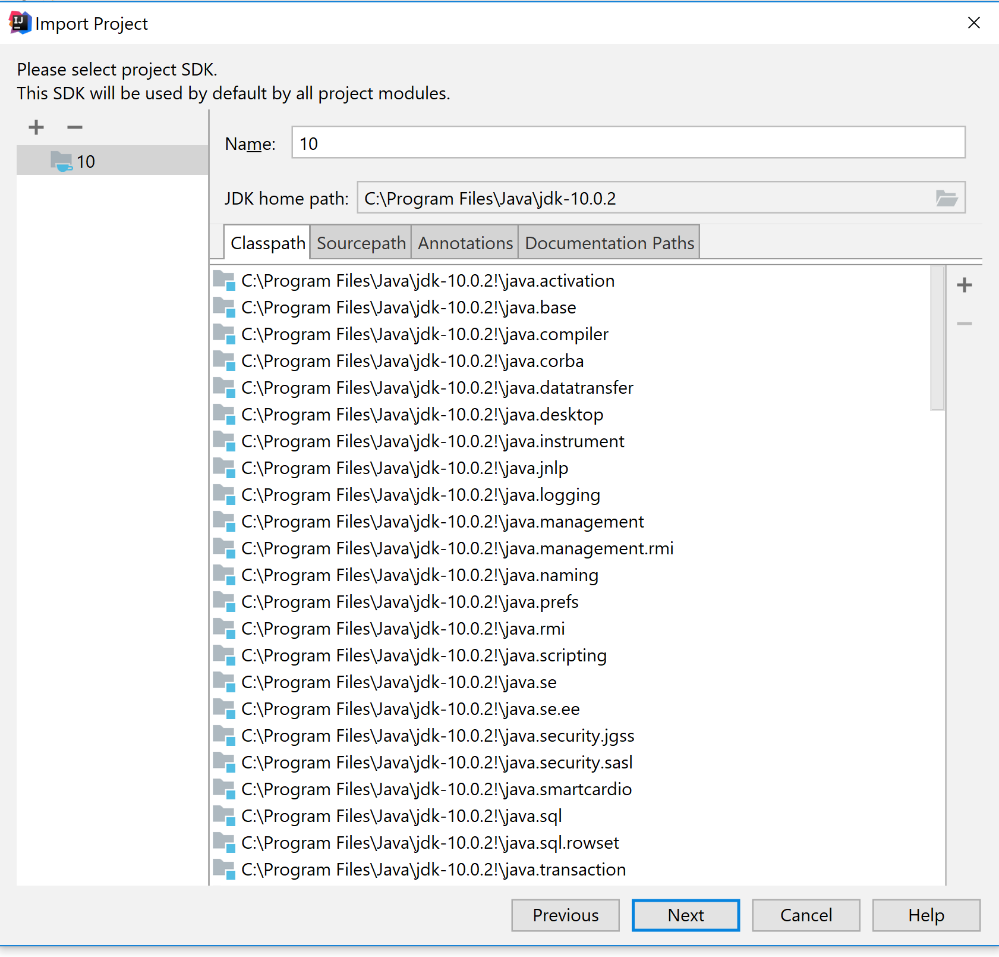 IJ Import Project
Please select project SDK.
This SDK will be used by default by all project modules.
10
Name: 10
JDK home path: C:\Program Files\Java\jdk-10.0.2
Classpath Sourcepath Annotations Documentation Paths
C:\Program Files\Java\jdk-10.0.2!\java.activation
C:\Program Files\Java\jdk-10.0.2!\java.base
C:\Program Files\Java\jdk-10.0.2!\java.compiler
C:\Program Files\Java\jdk-10.0.2!\java.corba
C:\Program Files\Java\jdk-10.0.2!\java.datatransfer
C:\Program Files\Java\jdk-10.0.2!\java.desktop
C:\Program Files\Java\jdk-10.0.2!\java.instrument
C:\Program Files\Java\jdk-10.0.2!\java.jnlp
C:\Program Files\Java\jdk-10.0.2!\java.logging
C:\Program Files\Java\jdk-10.0.2!\java.management
C:\Program Files\Java\jdk-10.0.2!\java.management.rmi
C:\Program Files\Java\jdk-10.0.2!\java.naming
C:\Program Files\Java\jdk-10.0.2!\java.prefs
C:\Program Files\Java\jdk-10.0.2!\java.rmi
C:\Program Files\Java\jdk-10.0.2!\java.scripting
C:\Program Files\Java\jdk-10.0.2!\java.se
C:\Program Files\Java\jdk-10.0.2!\java.se.ee
C:\Program Files\Java\jdk-10.0.2!\java.security.jgss
C:\Program Files\Java\jdk-10.0.2!\java.security.sasl
C:\Program Files\Java\jdk-10.0.2!\java.smartcardio
C:\Program Files\Java\jdk-10.0.2!\java.sql
C:\Program Files\Java\jdk-10.0.2!\java.sql.rowset
C:\Program Files\Java\jdk-10.0.2!\java.transaction
Previous Next Cancel Help